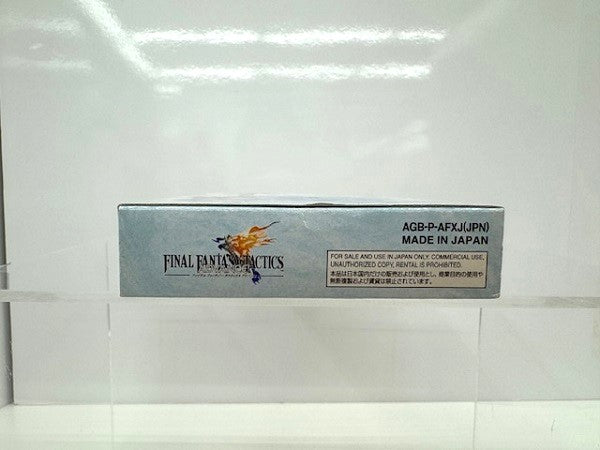 FINAL FANTASY TACTICS
AGB-P-AFXJ(JPN)
MADE IN JAPAN
FOR SALE AND USE IN JAPAN ONLY. COMMERCIAL USE,
UNAUTHORIZED COPY, RENTAL IS PROHIBITED.
本品は日本国内だけの販売および使用とし、商業目的の使用や
無断複製および賃貸は禁止されています。